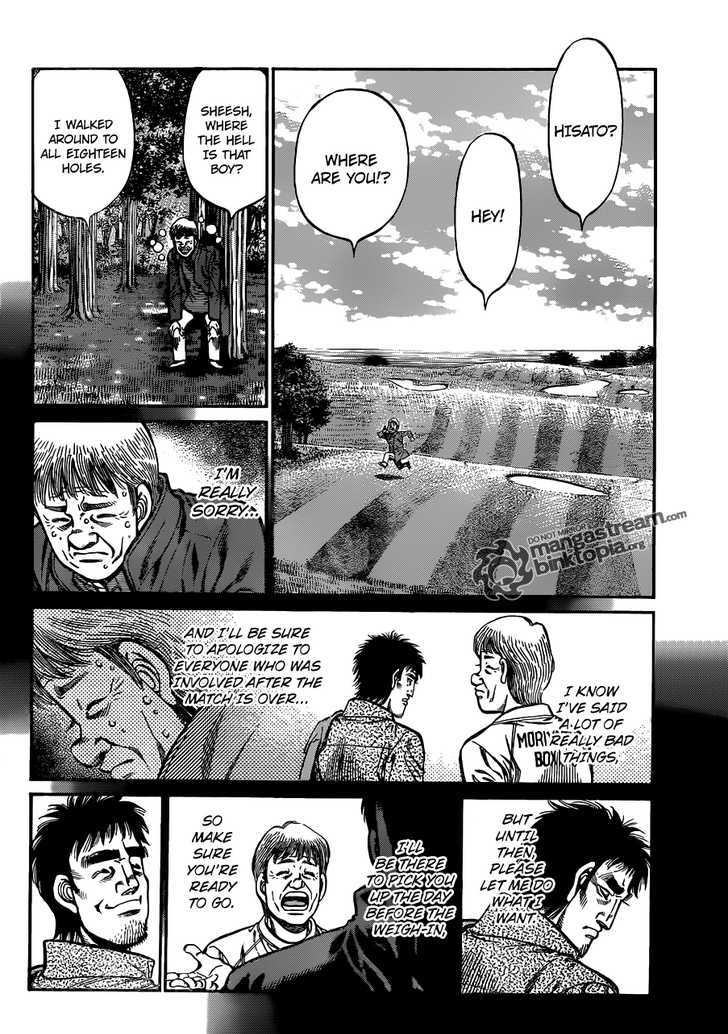 HISATO?
HEY!
WHERE
ARE YOU!?
SHEESH,
WHERE
THE HELL
IS THAT
BOY?
I WALKED
AROUND TO
ALL EIGHTEEN
HOLES.
DO NOT MIRROR
mangastream.com
binktopia.org
I'M
REALLY
SORRY...
I KNOW
I'VE SAID
A LOT OF
REALLY BAD
THINGS,
MORI
BOXI
AND I'LL BE SURE
TO APOLOGIZE TO
EVERYONE WHO WAS
INVOLVED AFTER THE
MATCH IS OVER...
BUT
UNTIL
THEN,
PLEASE
LET ME DO
WHAT I
WANT.
I'LL
BE THERE
TO PICK YOU
UP THE DAY
BEFORE THE
WEIGH-IN,
SO
MAKE
SURE
YOU'RE
READY
TO GO.